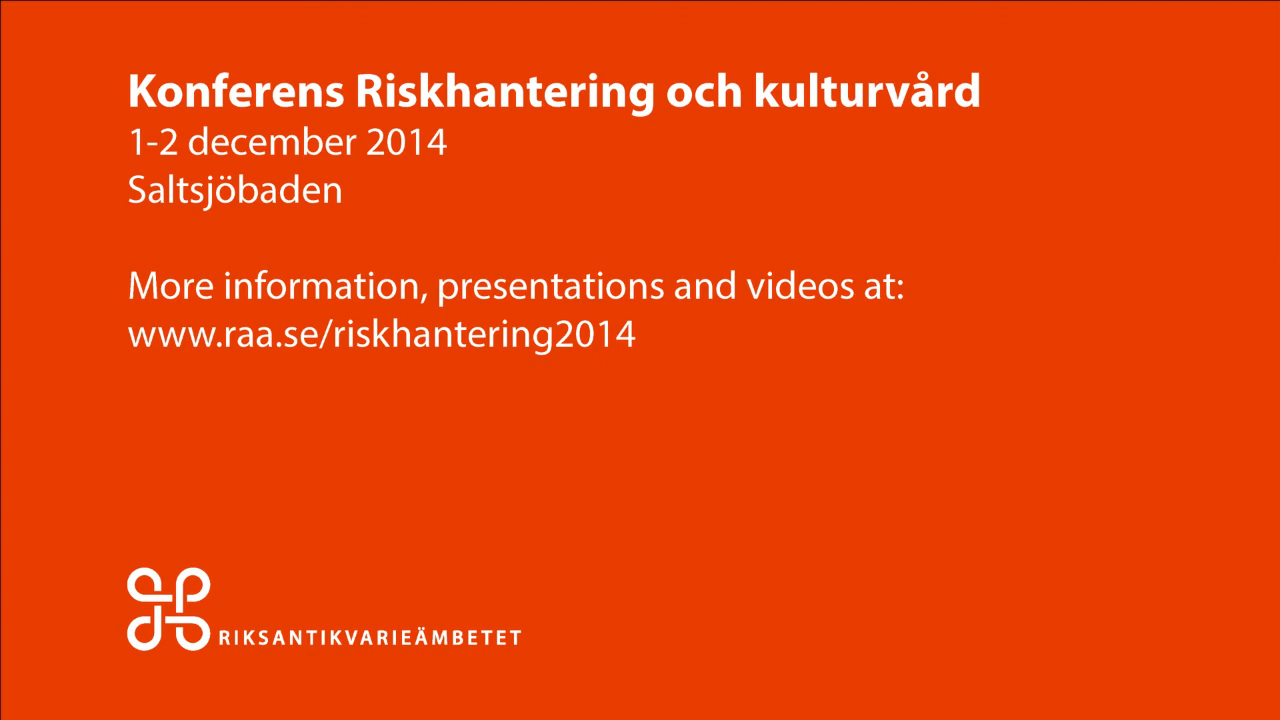 Konferens Riskhantering och kulturvård
1-2 december 2014
Saltsjöbaden
More information, presentations and videos at:
www.raa.se/riskhantering2014
RIKSANTIKVARIEÄMBETET